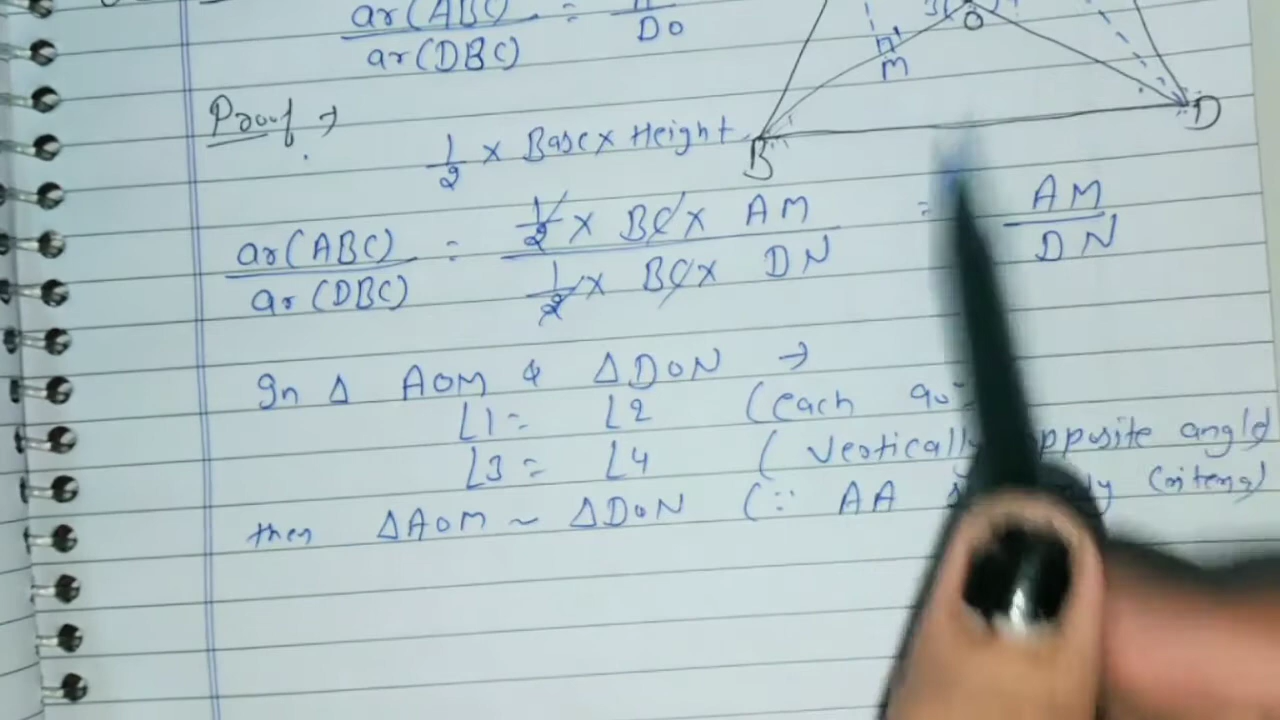 ar(ABC) =
ar(DBC) DO
O
M
D
B
Proof →
1/2 × Base × Height
ar(ABC) / ar(DBC) = 1/2 × BC × AM / 1/2 × BC × DN = AM / DN
In Δ AOM & ΔDON →
∠1 = ∠2 (each 90°
∠3 = ∠4 (Vertically opposite angle)
then ΔAOM ~ ΔDON (∵ AA